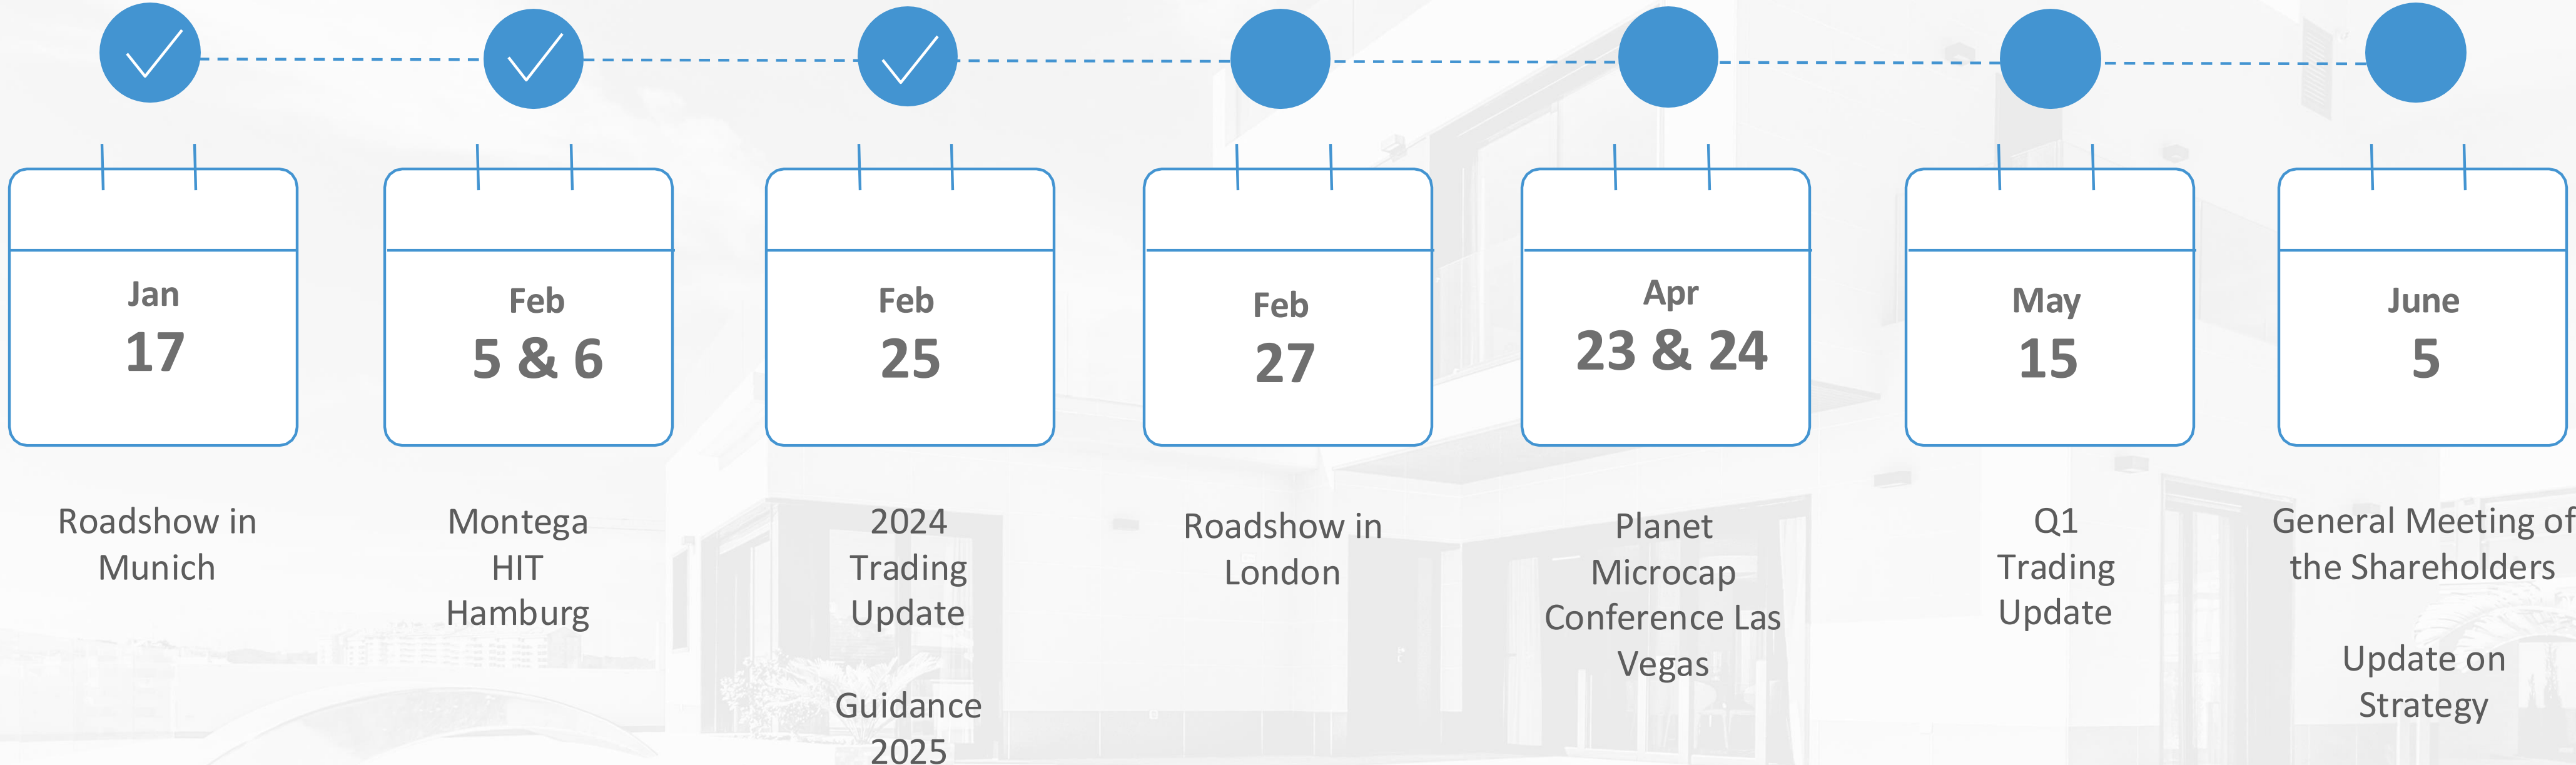 Jan
17
Roadshow in
Munich
Feb
5 & 6
Montega
HIT
Hamburg
Feb
25
2024
Trading
Update
Guidance
2025
Feb
27
Roadshow in
London
Apr
23 & 24
Planet
Microcap
Conference Las
Vegas
May
15
Q1
Trading
Update
June
5
General Meeting of
the Shareholders
Update on
Strategy